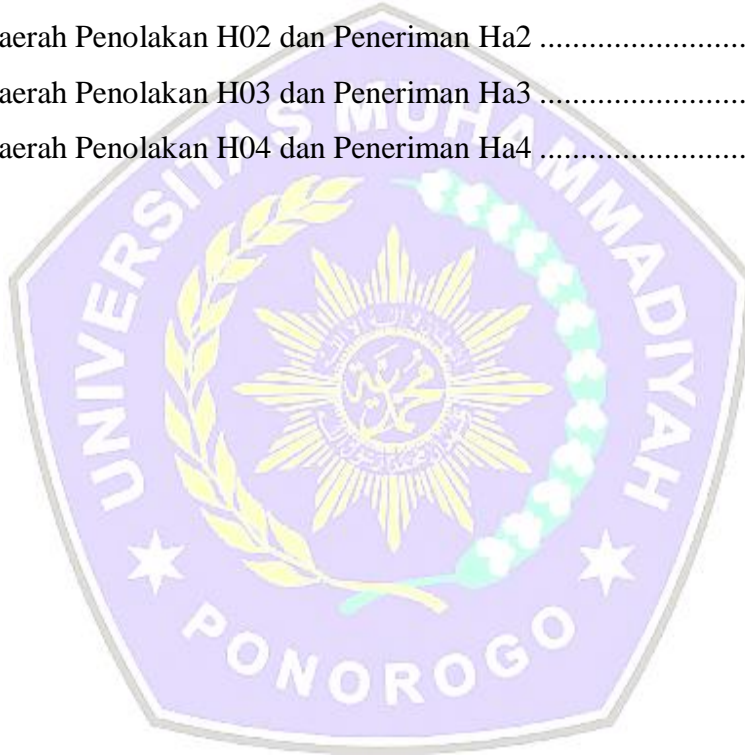 aerah Penolakan H02 dan Peneriman Ha2 ..........................
aerah Penolakan H03 dan Peneriman Ha3 ..........................
aerah Penolakan H04 dan Peneriman Ha4 ..........................
UNIVERSITAS MUHAMMADIYAH
محمدية
PONOROGO